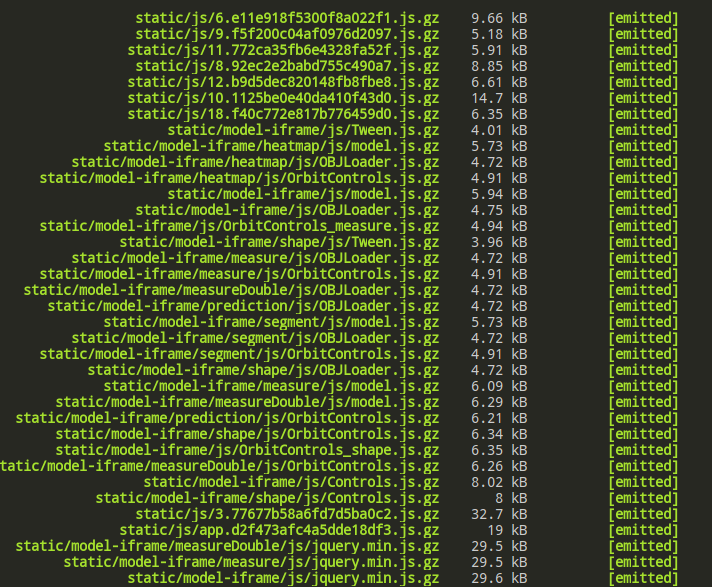 static/js/6.e11e918f5300f8a022f1.js.gz 9.66 kB [emitted]
static/js/9.f5f200c04af0976d2097.js.gz 5.18 kB [emitted]
static/js/11.772ca35fb6e4328fa52f.js.gz 5.91 kB [emitted]
static/js/8.92ec2e2babd755c490a7.js.gz 8.85 kB [emitted]
static/js/12.b9d5dec820148fb8fbe8.js.gz 6.61 kB [emitted]
static/js/10.1125be0e40da410f43d0.js.gz 14.7 kB [emitted]
static/js/18.f40c772e817b776459d0.js.gz 6.35 kB [emitted]
static/model-iframe/js/Tween.js.gz 4.01 kB [emitted]
static/model-iframe/heatmap/js/model.js.gz 5.73 kB [emitted]
static/model-iframe/heatmap/js/OBJLoader.js.gz 4.72 kB [emitted]
static/model-iframe/heatmap/js/OrbitControls.js.gz 4.91 kB [emitted]
static/model-iframe/js/model.js.gz 5.94 kB [emitted]
static/model-iframe/js/OBJLoader.js.gz 4.75 kB [emitted]
static/model-iframe/js/OrbitControls_measure.js.gz 4.94 kB [emitted]
static/model-iframe/shape/js/Tween.js.gz 3.96 kB [emitted]
static/model-iframe/measure/js/OBJLoader.js.gz 4.72 kB [emitted]
static/model-iframe/measure/js/OrbitControls.js.gz 4.91 kB [emitted]
static/model-iframe/measureDouble/js/OBJLoader.js.gz 4.72 kB [emitted]
static/model-iframe/prediction/js/OBJLoader.js.gz 4.72 kB [emitted]
static/model-iframe/segment/js/model.js.gz 5.73 kB [emitted]
static/model-iframe/segment/js/OBJLoader.js.gz 4.72 kB [emitted]
static/model-iframe/segment/js/OrbitControls.js.gz 4.91 kB [emitted]
static/model-iframe/shape/js/OBJLoader.js.gz 4.72 kB [emitted]
static/model-iframe/measure/js/model.js.gz 6.09 kB [emitted]
static/model-iframe/measureDouble/js/model.js.gz 6.29 kB [emitted]
static/model-iframe/prediction/js/OrbitControls.js.gz 6.21 kB [emitted]
static/model-iframe/shape/js/OrbitControls.js.gz 6.34 kB [emitted]
static/model-iframe/js/OrbitControls_shape.js.gz 6.35 kB [emitted]
tatic/model-iframe/measureDouble/js/OrbitControls.js.gz 6.26 kB [emitted]
static/model-iframe/js/Controls.js.gz 8.02 kB [emitted]
static/model-iframe/shape/js/Controls.js.gz 8 kB [emitted]
static/js/3.77677b58a6fd7d5ba0c2.js.gz 32.7 kB [emitted]
static/js/app.d2f473afc4a5dde18df3.js.gz 19 kB [emitted]
static/model-iframe/measureDouble/js/jquery.min.js.gz 29.5 kB [emitted]
static/model-iframe/measure/js/jquery.min.js.gz 29.5 kB [emitted]
static/model-iframe/js/jquery.min.js.gz 29.6 kB [emitted]